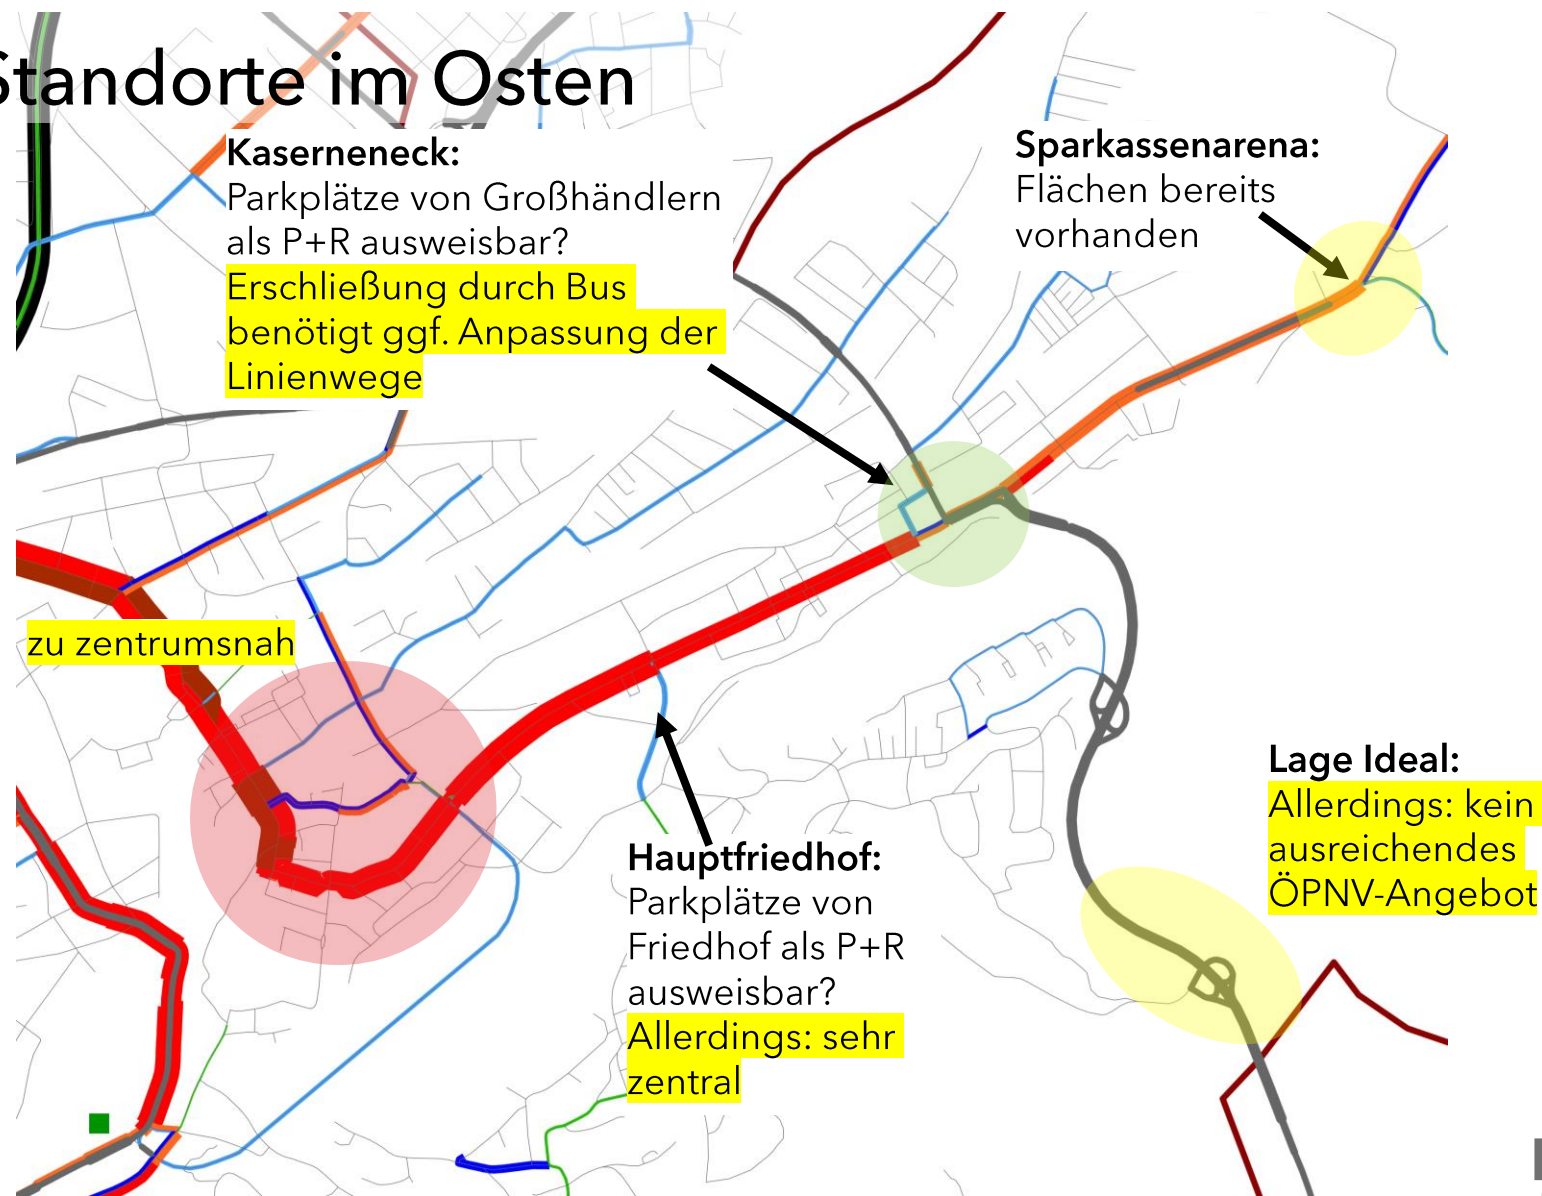 Standorte im Osten
Kaserneneck:
Parkplätze von Großhändlern
als P+R ausweisbar?
Erschließung durch Bus
benötigt ggf. Anpassung der
Linienwege
Sparkassenarena:
Flächen bereits
vorhanden
zu zentrumsnah
Lage Ideal:
Allerdings: kein
ausreichendes
ÖPNV-Angebot
Hauptfriedhof:
Parkplätze von
Friedhof als P+R
ausweisbar?
Allerdings: sehr
zentral